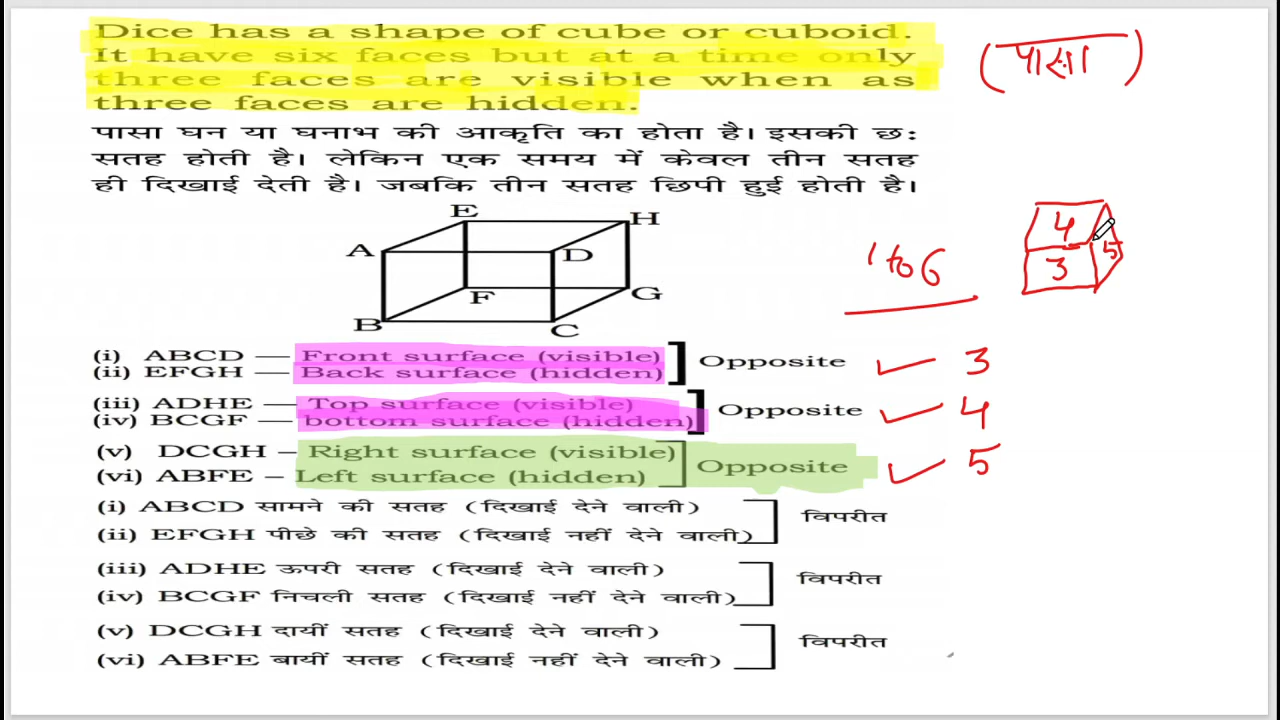 Dice has a shape of cube or cuboid.
It have six faces but at a time only
three faces are visible when as
three faces are hidden.
(पासा)
पासा घन या घनाभ की आकृति का होता है। इसकी छः
सतह होती है। लेकिन एक समय में केवल तीन सतह
ही दिखाई देती है। जबकि तीन सतह छिपी हुई होती है।
E
H
A
D
F
G
B
C
1 to 6
4
5
3
(i) ABCD — Front surface (visible)
(ii) EFGH — Back surface (hidden)
Opposite
3
(iii) ADHE — Top surface (visible)
(iv) BCGF — bottom surface (hidden)
Opposite
4
(v) DCGH – Right surface (visible)
(vi) ABFE – Left surface (hidden)
Opposite
5
(i) ABCD सामने की सतह (दिखाई देने वाली)
(ii) EFGH पीछे की सतह (दिखाई नहीं देने वाली)
विपरीत
(iii) ADHE ऊपरी सतह (दिखाई देने वाली)
(iv) BCGF निचली सतह (दिखाई नहीं देने वाली)
विपरीत
(v) DCGH दायीं सतह (दिखाई देने वाली)
(vi) ABFE बायीं सतह (दिखाई नहीं देने वाली)
विपरीत